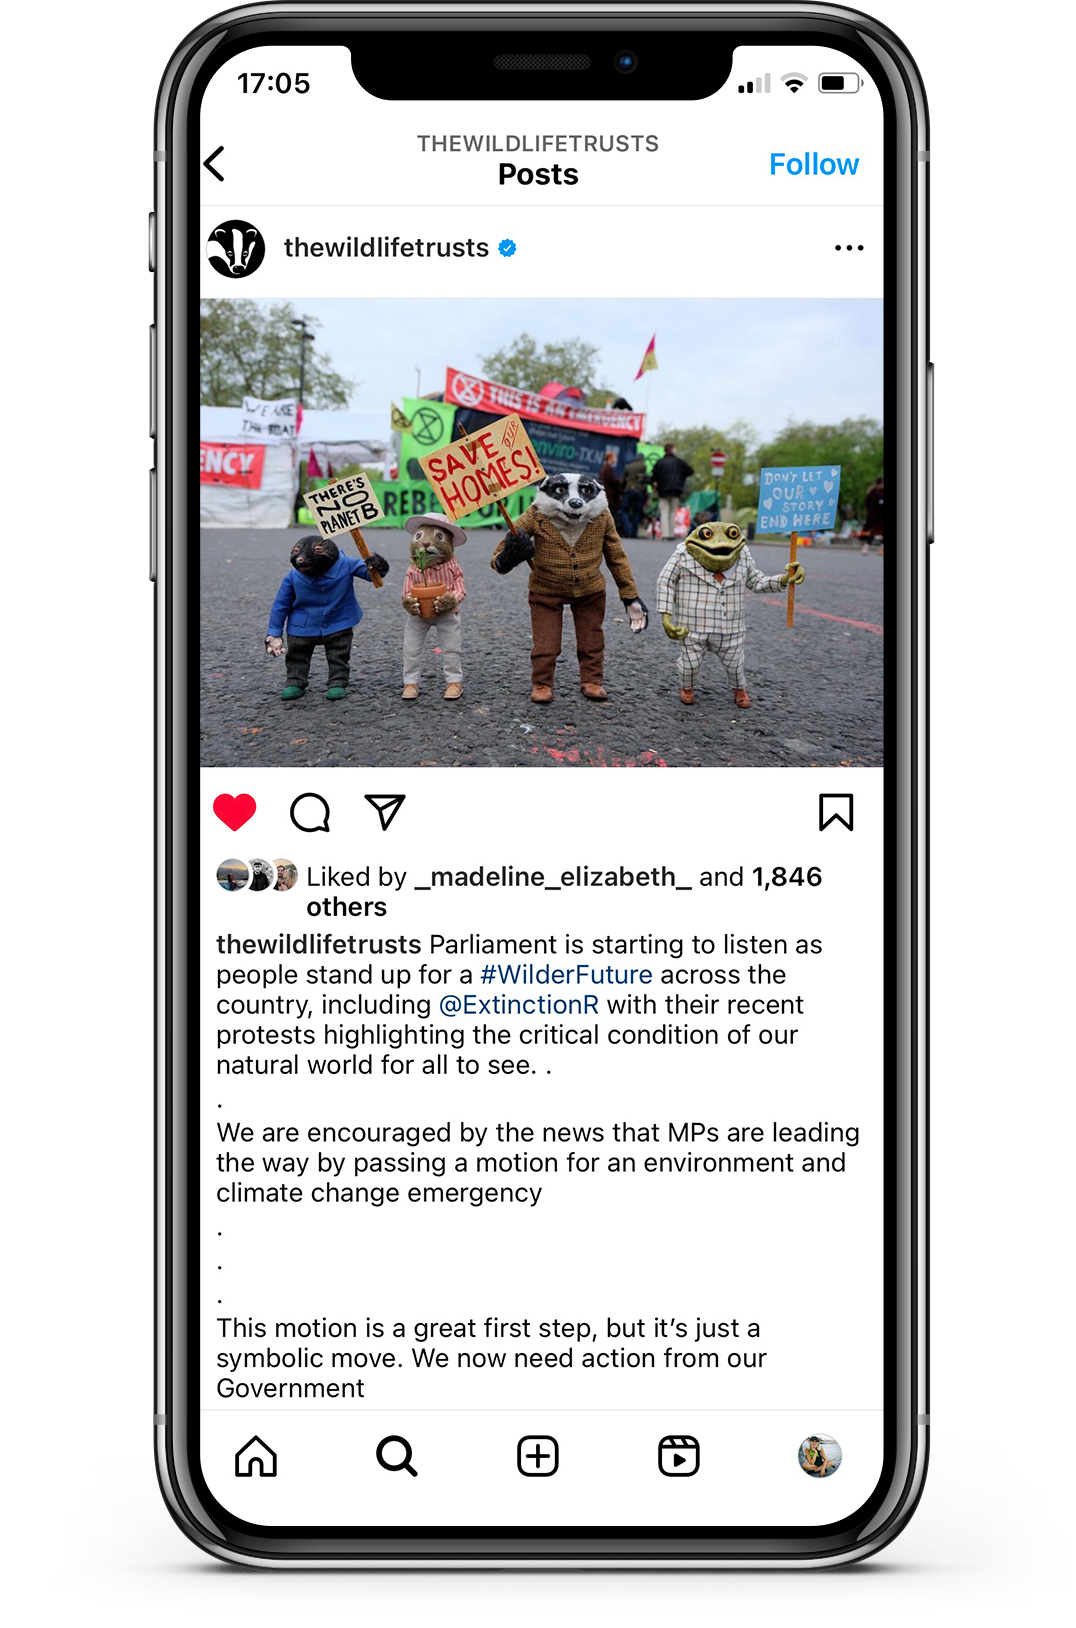 17:05
THEWILDLIFETRUSTS
Posts
Follow
thewildlifetrusts
WE ARE
THE BOAT
NCY
THIS IS AN EMERGENCY
enviro-
REBEL FOR
THERE'S
NO
PLANET B
SAVE OUR
HOMES!
DON'T LET
OUR
STORY
END HERE
Liked by _madeline_elizabeth_ and 1,846
others
thewildlifetrusts Parliament is starting to listen as
people stand up for a #WilderFuture across the
country, including @ExtinctionR with their recent
protests highlighting the critical condition of our
natural world for all to see. .
.
We are encouraged by the news that MPs are leading
the way by passing a motion for an environment and
climate change emergency
.
.
.
This motion is a great first step, but it’s just a
symbolic move. We now need action from our
Government